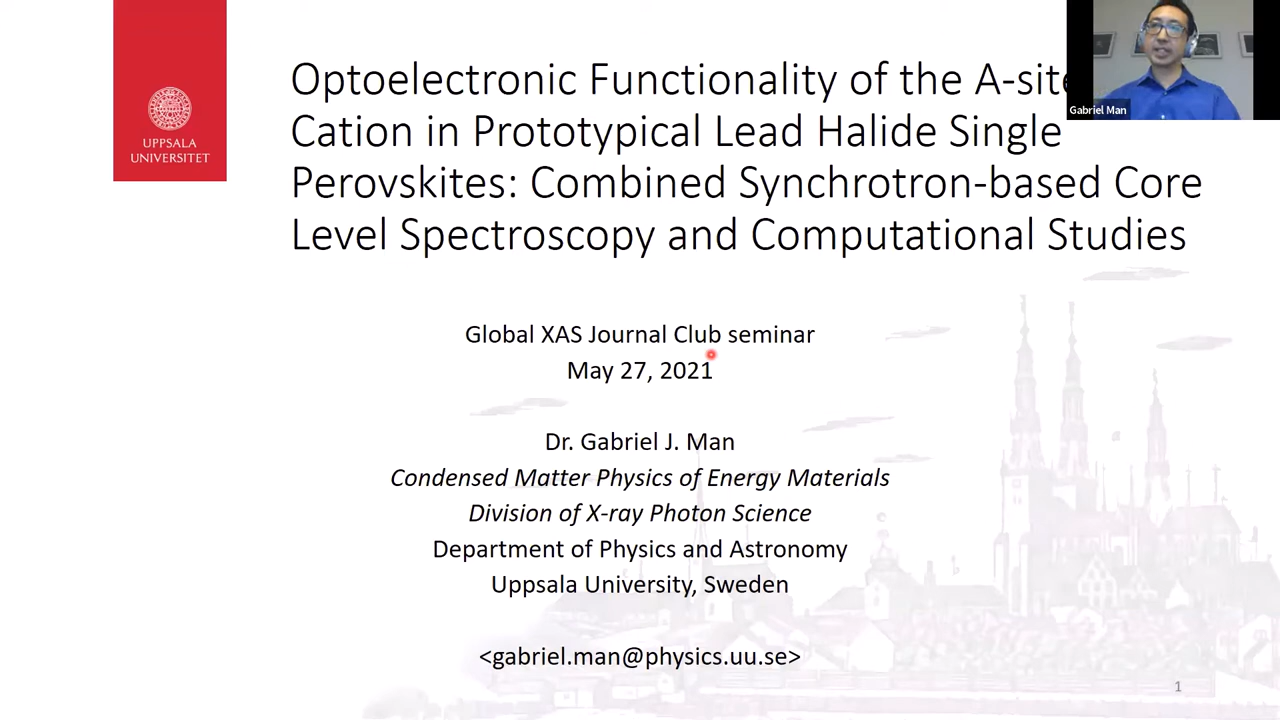 UPPSALA
UNIVERSITET
Optoelectronic Functionality of the A-site
Cation in Prototypical Lead Halide Single
Perovskites: Combined Synchrotron-based Core
Level Spectroscopy and Computational Studies
Gabriel Man
Global XAS Journal Club seminar
May 27, 2021
Dr. Gabriel J. Man
Condensed Matter Physics of Energy Materials
Division of X-ray Photon Science
Department of Physics and Astronomy
Uppsala University, Sweden
<gabriel.man@physics.uu.se>
1